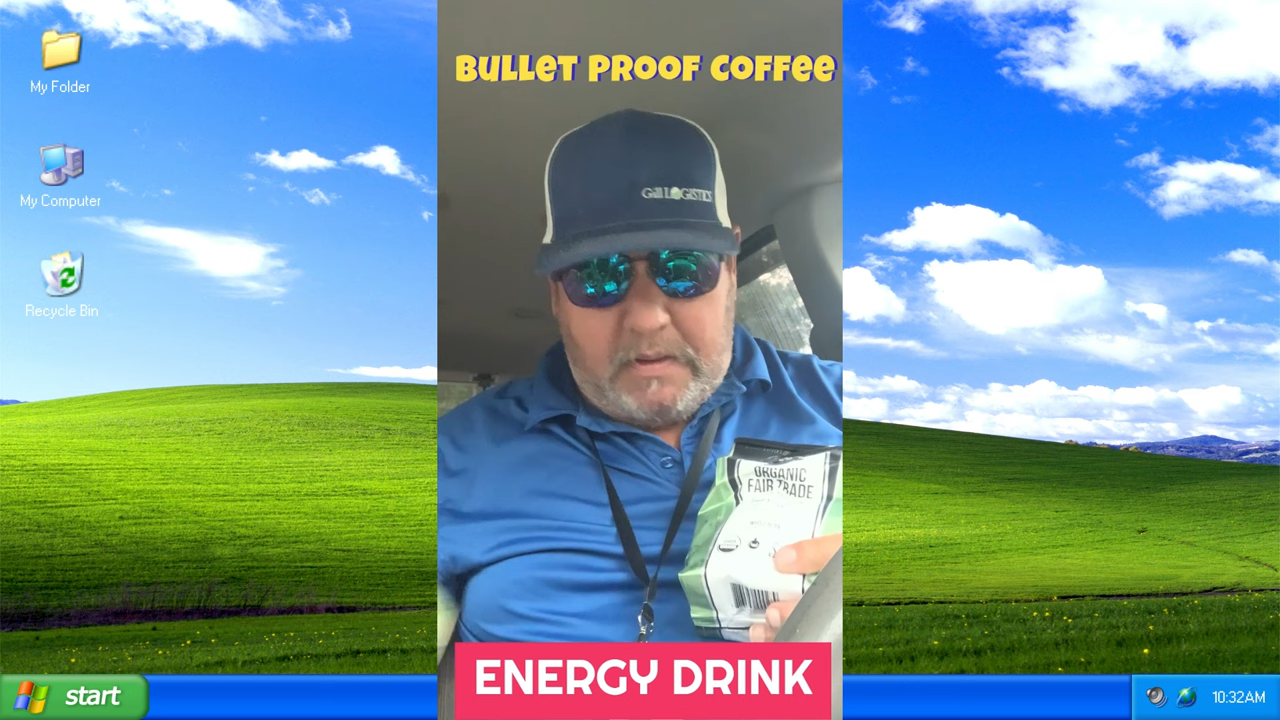 My Folder
My Computer
Recycle Bin
BULLET PROOF COFFEE
Gill LOGISTICS
ORGANIC
FAIR TRADE
ENERGY DRINK
start
10:32AM